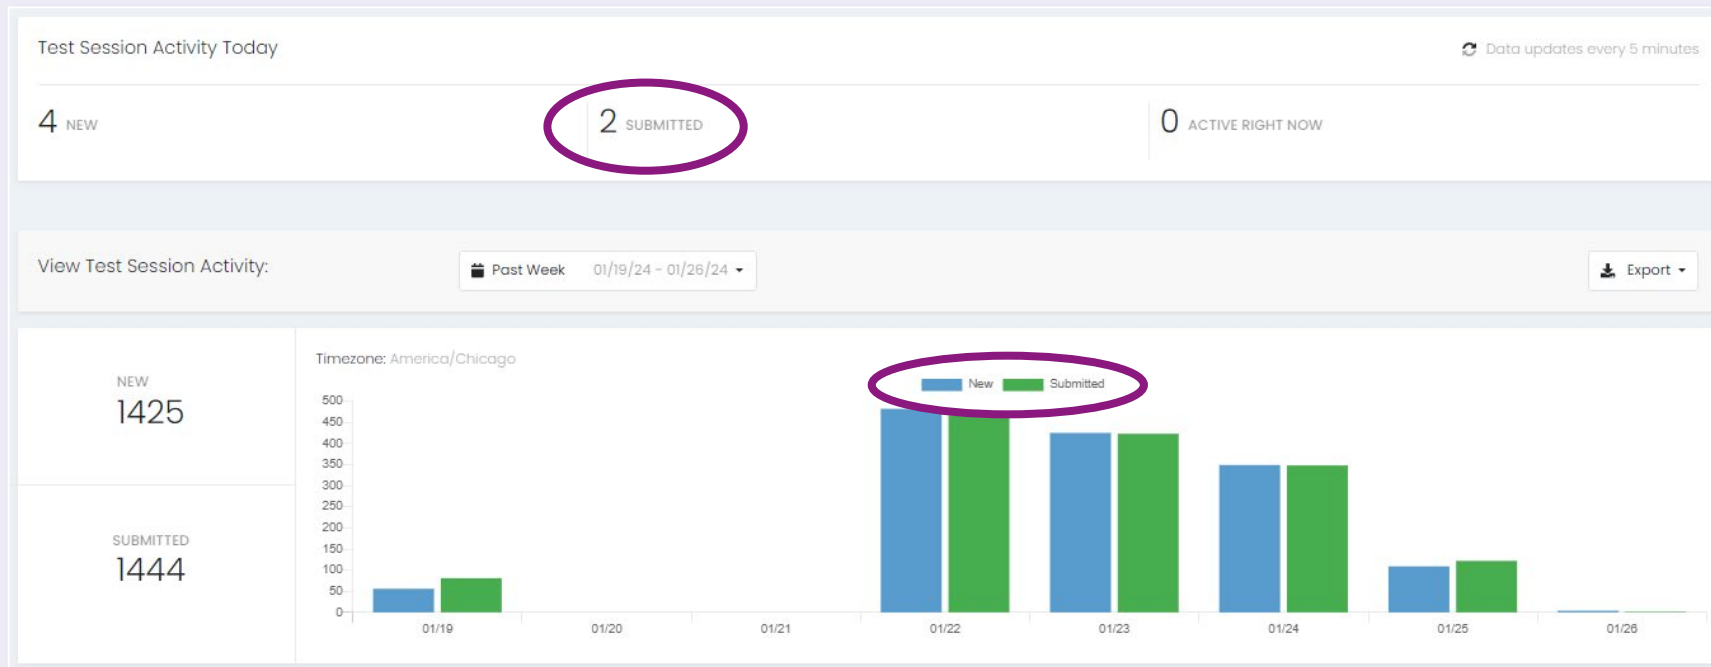 Test Session Activity Today
Data updates every 5 minutes
4 NEW
2 SUBMITTED
0 ACTIVE RIGHT NOW
View Test Session Activity:
Past Week 01/19/24 - 01/26/24
Export
NEW
1425
SUBMITTED
1444
Timezone: America/Chicago
New Submitted
500
450
400
350
300
250
200
150
100
50
0
01/19 01/20 01/21 01/22 01/23 01/24 01/25 01/26